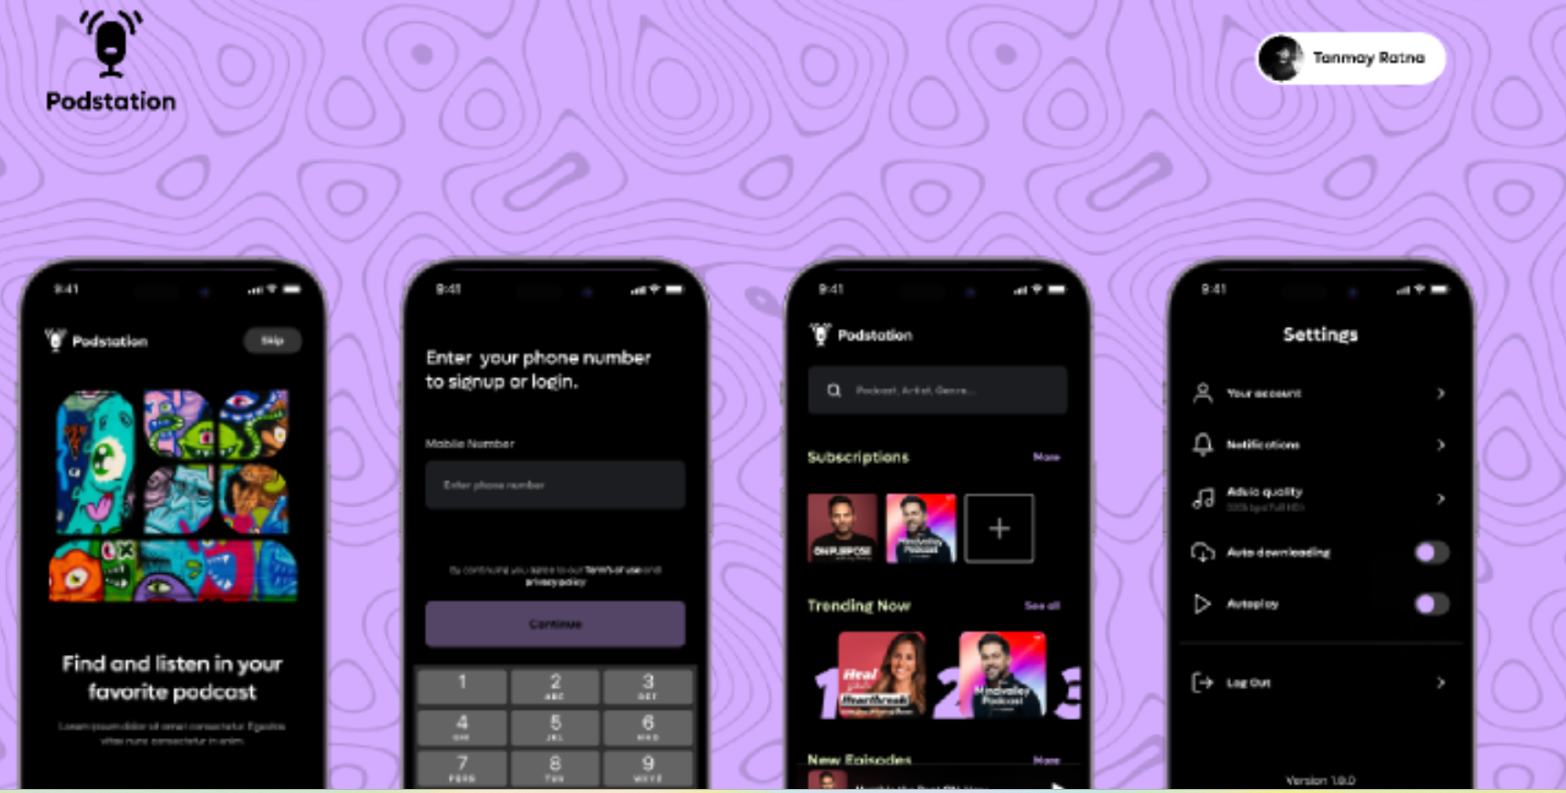 Podstation
Tanmay Ratna
9:41
Podstation
Skip
Find and listen in your
favorite podcast
Lorem ipsum dolor sit amet consectetur. Egestas
vitae nunc consectetur in enim.
9:41
Enter your phone number
to signup or login.
Mobile Number
Enter phone number
By continuing you agree to our Term's of use and
privacy policy
Continue
1
2
ABC
3
DEF
4
GHI
5
JKL
6
MNO
7
PQRS
8
TUV
9
WXYZ
9:41
Podstation
Podcast, Artist, Genre...
Subscriptions
More
ON PURPOSE
Mindvalley
Podcast
Trending Now
See all
1
Heal
Heartbreak
2
Mindvalley
Podcast
3
New Episodes
More
9:41
Settings
Your account
Notifications
Aduio quality
Auto downloading
Autoplay
Log Out
Version 1.9.0